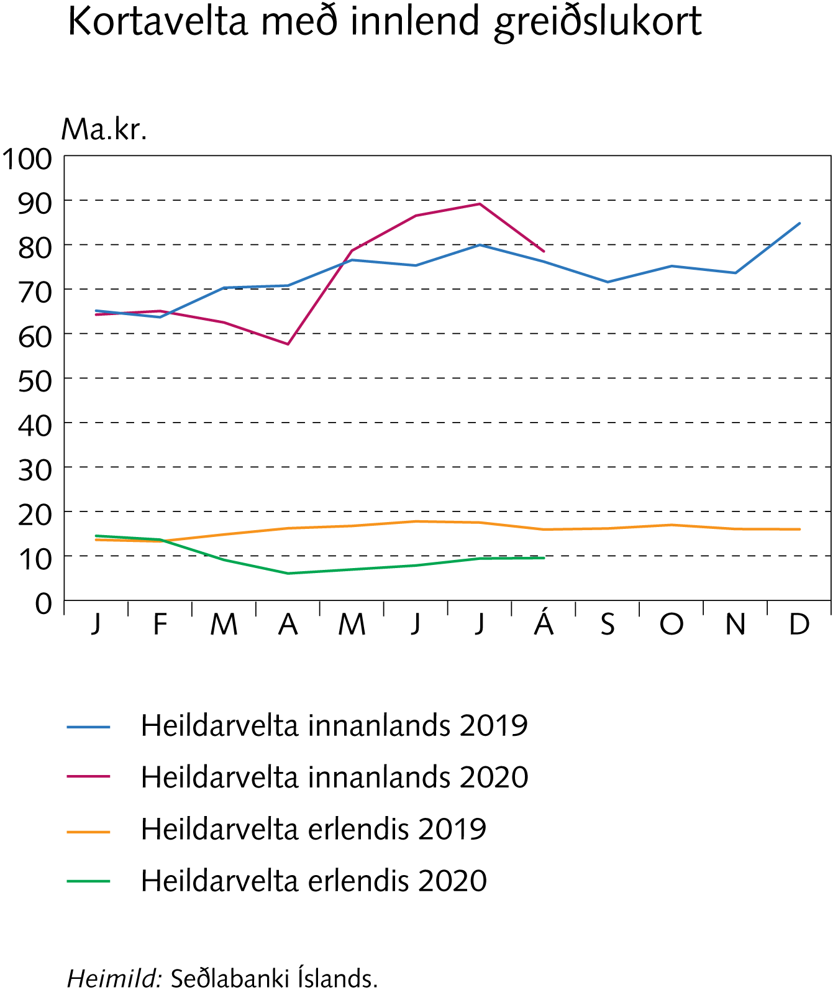 Kortavelta með innlend greiðslukort
Ma.kr.
100
90
80
70
60
50
40
30
20
10
0
J F M A M J J Á S O N D
Heildarvelta innanlands 2019
Heildarvelta innanlands 2020
Heildarvelta erlendis 2019
Heildarvelta erlendis 2020
Heimild: Seðlabanki Íslands.